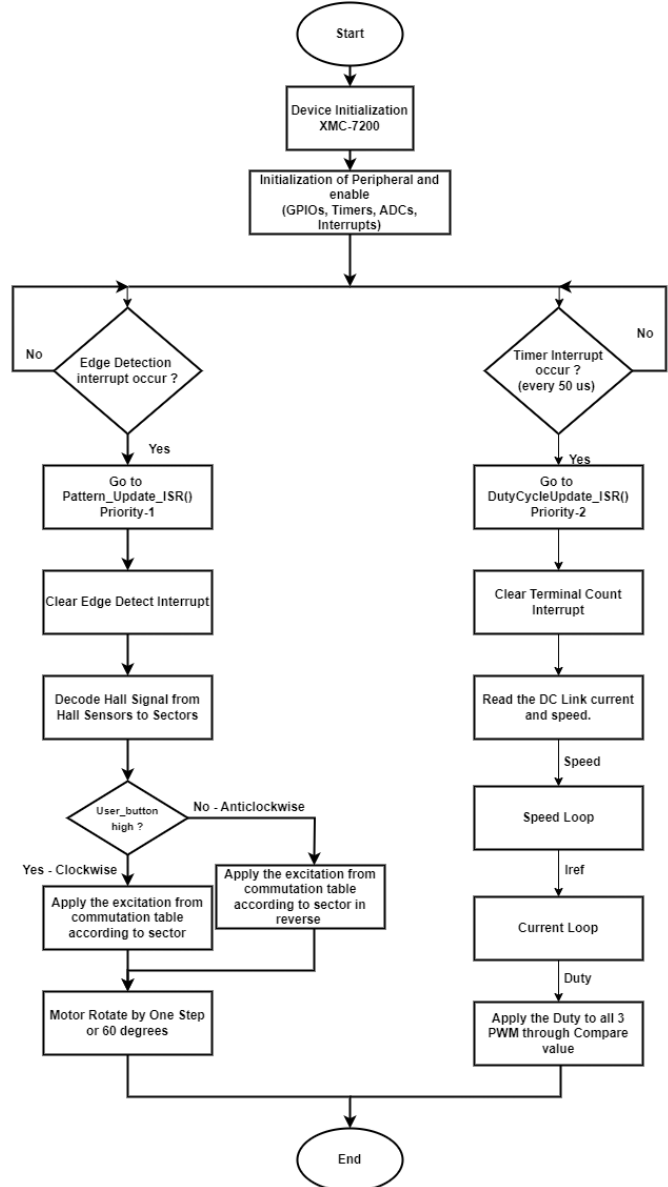 Start
Device Initialization
XMC-7200
Initialization of Peripheral and
enable
(GPIOs, Timers, ADCs,
Interrupts)
No
Edge Detection
interrupt occur ?
Yes
Go to
Pattern_Update_ISR()
Priority-1
Clear Edge Detect Interrupt
Decode Hall Signal from
Hall Sensors to Sectors
User_button
high ?
No - Anticlockwise
Yes - Clockwise
Apply the excitation from
commutation table
according to sector
Apply the excitation from
commutation table
according to sector in
reverse
Motor Rotate by One Step
or 60 degrees
No
Timer Interrupt
occur ?
(every 50 us)
Yes
Go to
DutyCycleUpdate_ISR()
Priority-2
Clear Terminal Count
Interrupt
Read the DC Link current
and speed.
Speed
Speed Loop
Iref
Current Loop
Duty
Apply the Duty to all 3
PWM through Compare
value
End